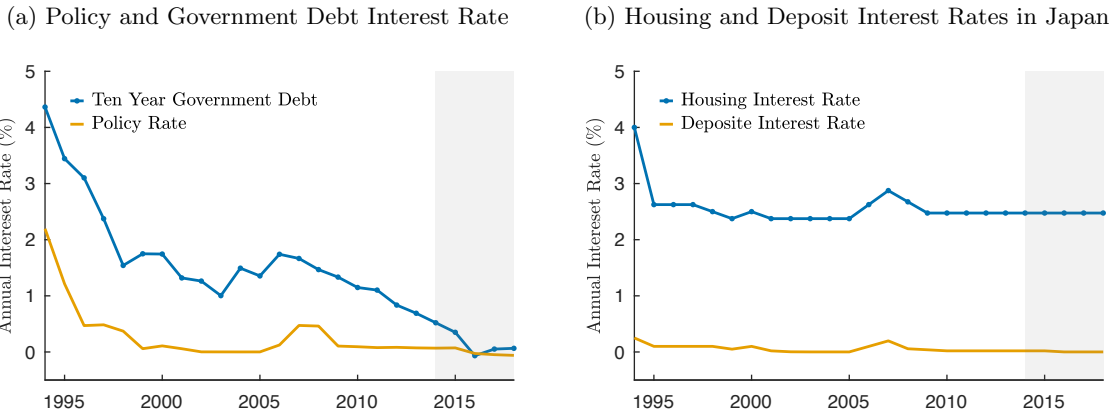 (a) Policy and Government Debt Interest Rate
Annual Intereset Rate (%)
5
4
3
2
1
0
Ten Year Government Debt
Policy Rate
1995 2000 2005 2010 2015
(b) Housing and Deposit Interest Rates in Japan
Annual Intereset Rate (%)
5
4
3
2
1
0
Housing Interest Rate
Deposite Interest Rate
1995 2000 2005 2010 2015